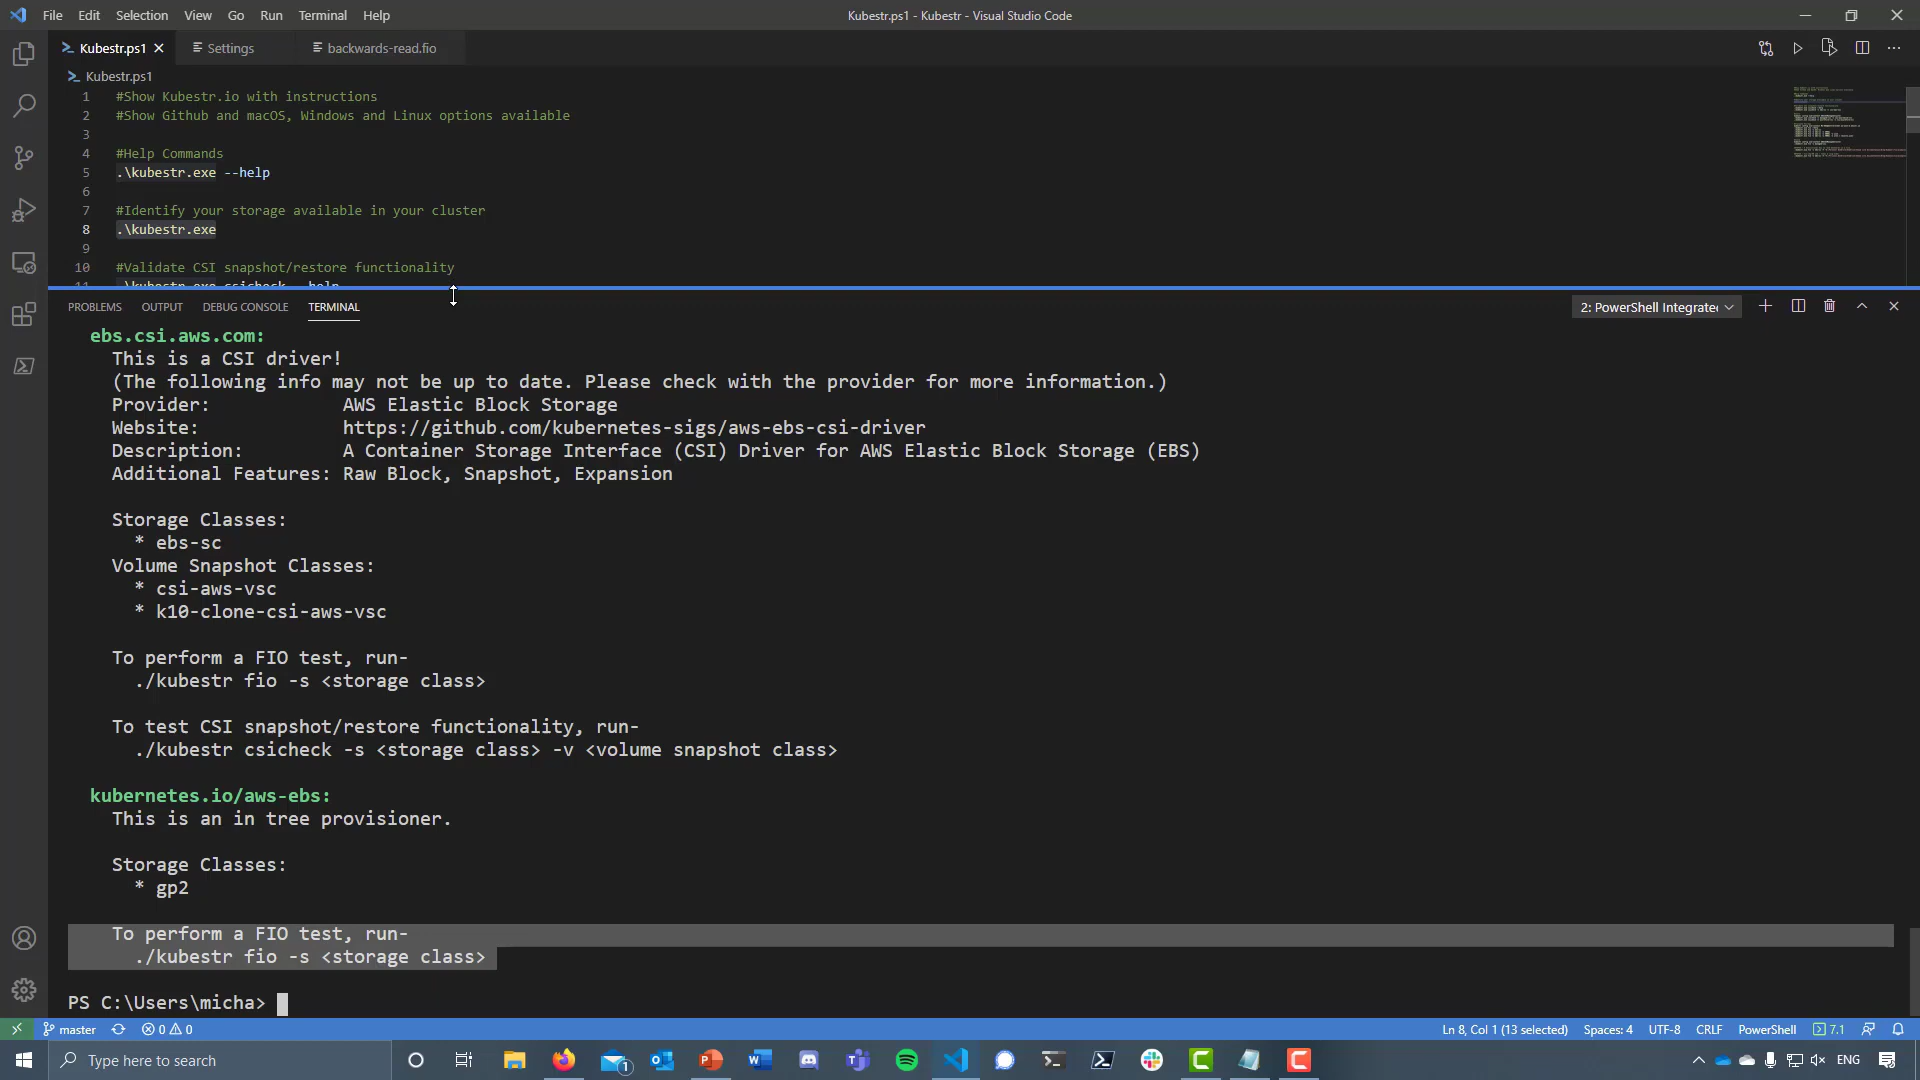 File Edit Selection View Go Run Terminal Help
Kubestr.ps1 - Kubestr - Visual Studio Code
Kubestr.ps1
Settings
backwards-read.fio
Kubestr.ps1
1 #Show Kubestr.io with instructions
2 #Show Github and macOS, Windows and Linux options available
3
4 #Help Commands
5 .\kubestr.exe --help
6
7 #Identify your storage available in your cluster
8 .\kubestr.exe
9
10 #Validate CSI snapshot/restore functionality
11 .\kubestr.exe csicheck --help
PROBLEMS OUTPUT DEBUG CONSOLE TERMINAL
2: PowerShell Integrate
ebs.csi.aws.com:
This is a CSI driver!
(The following info may not be up to date. Please check with the provider for more information.)
Provider: AWS Elastic Block Storage
Website: https://github.com/kubernetes-sigs/aws-ebs-csi-driver
Description: A Container Storage Interface (CSI) Driver for AWS Elastic Block Storage (EBS)
Additional Features: Raw Block, Snapshot, Expansion
Storage Classes:
* ebs-sc
Volume Snapshot Classes:
* csi-aws-vsc
* k10-clone-csi-aws-vsc
To perform a FIO test, run-
./kubestr fio -s <storage class>
To test CSI snapshot/restore functionality, run-
./kubestr csicheck -s <storage class> -v <volume snapshot class>
kubernetes.io/aws-ebs:
This is an in tree provisioner.
Storage Classes:
* gp2
To perform a FIO test, run-
./kubestr fio -s <storage class>
PS C:\Users\micha>
master 0 0 Ln 8, Col 1 (13 selected) Spaces: 4 UTF-8 CRLF PowerShell 7.1
Type here to search
1
ENG